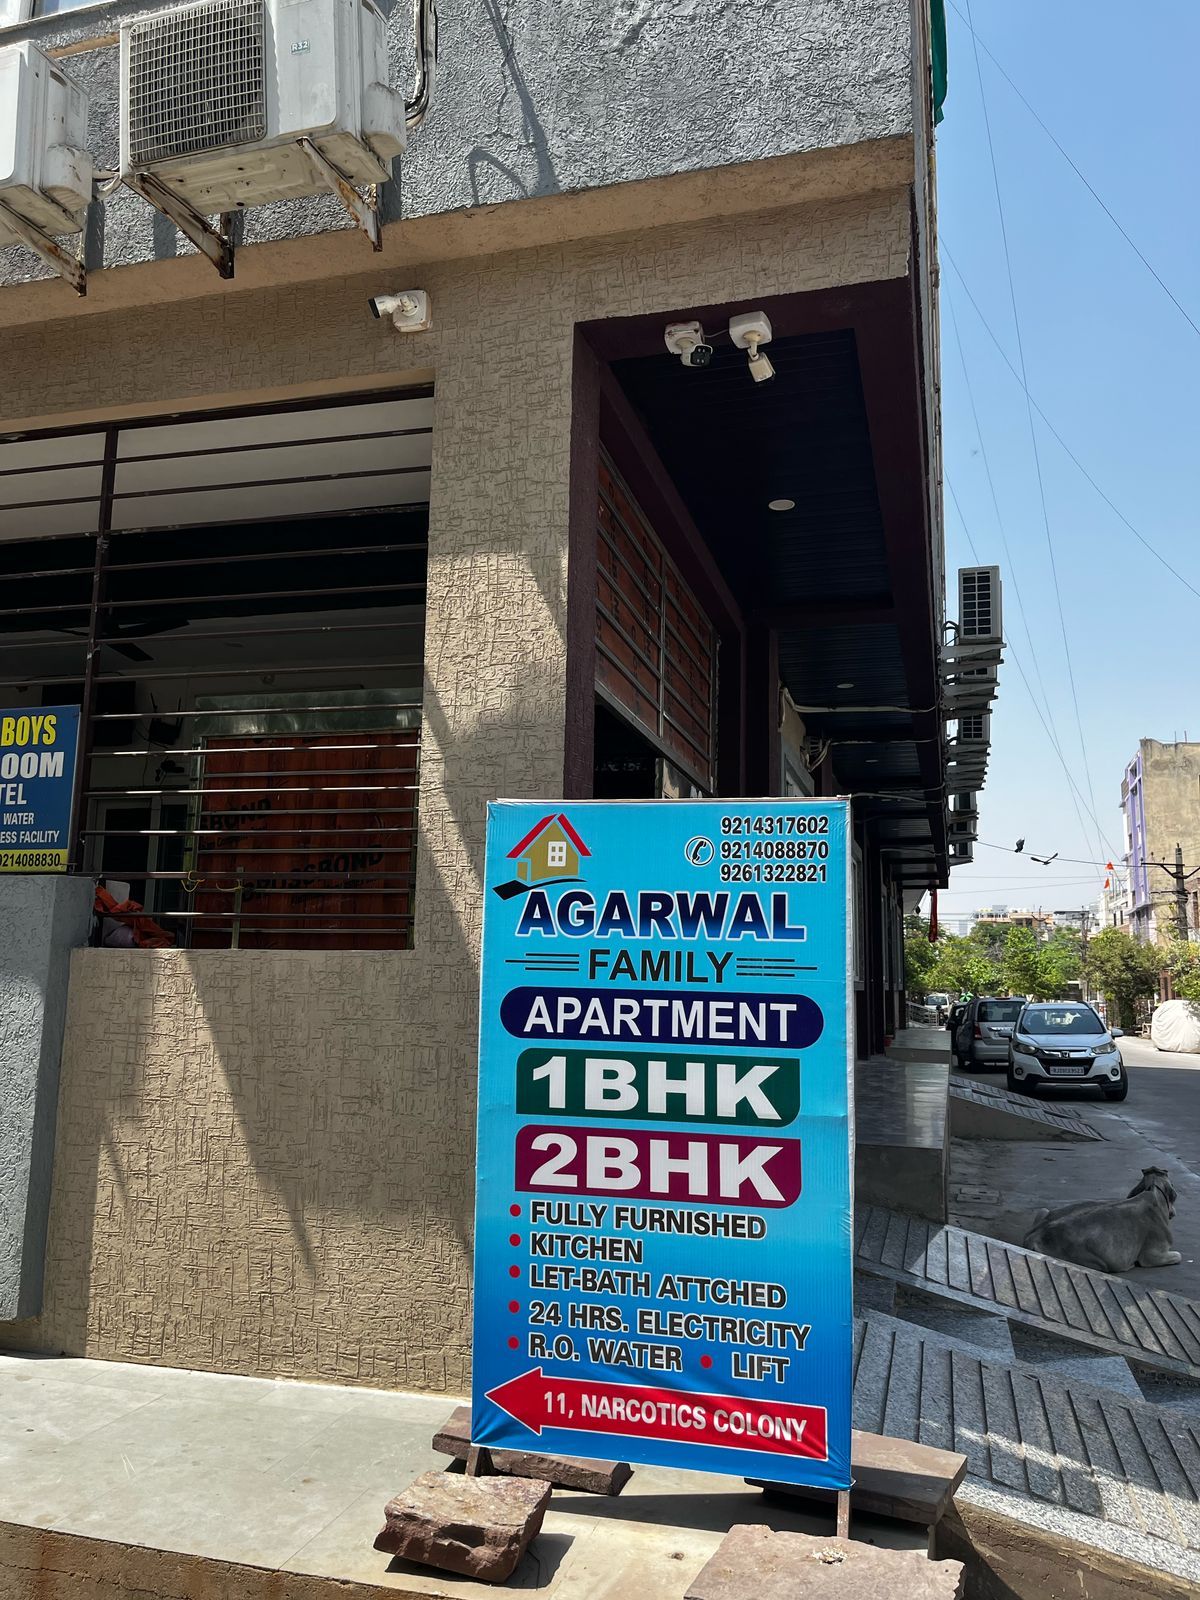 R32
BOYS
OOM
TEL
WATER
ESS FACILITY
9214088830
9214317602
9214088870
9261322821
AGARWAL
FAMILY
APARTMENT
1BHK
2BHK
• FULLY FURNISHED
• KITCHEN
• LET-BATH ATTCHED
• 24 HRS. ELECTRICITY
• R.O. WATER • LIFT
11, NARCOTICS COLONY